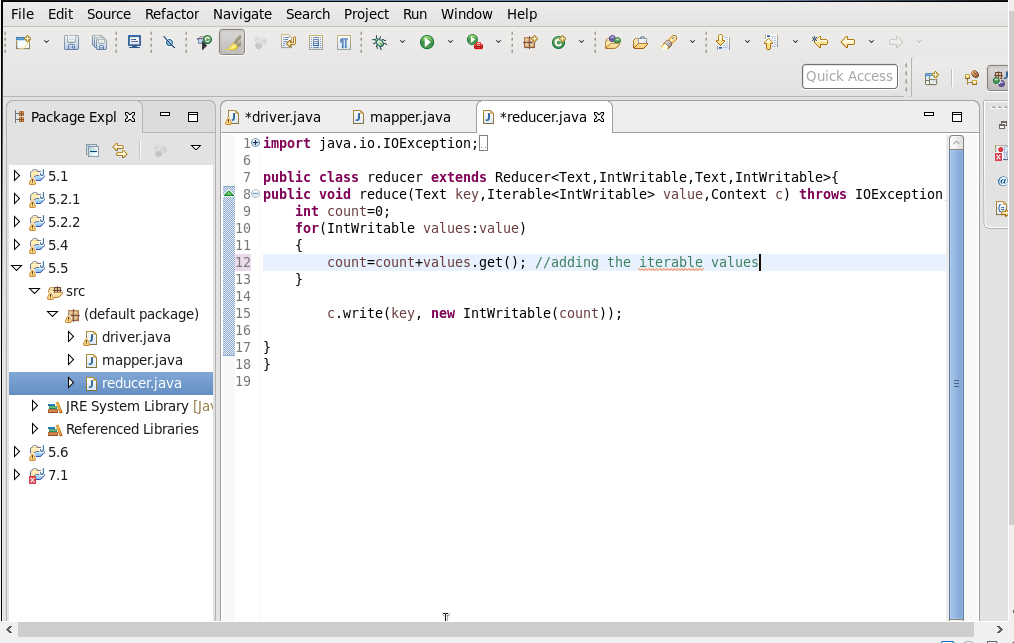 File Edit Source Refactor Navigate Search Project Run Window Help
Quick Access
Package Expl
*driver.java mapper.java *reducer.java
5.1
5.2.1
5.2.2
5.4
5.5
src
(default package)
driver.java
mapper.java
reducer.java
JRE System Library [Jav
Referenced Libraries
5.6
7.1
1 import java.io.IOException;
6
7 public class reducer extends Reducer<Text,IntWritable,Text,IntWritable>{
8 public void reduce(Text key,Iterable<IntWritable> value,Context c) throws IOException
9 int count=0;
10 for(IntWritable values:value)
11 {
12 count=count+values.get(); //adding the iterable values
13 }
14
15 c.write(key, new IntWritable(count));
16
17 }
18 }
19